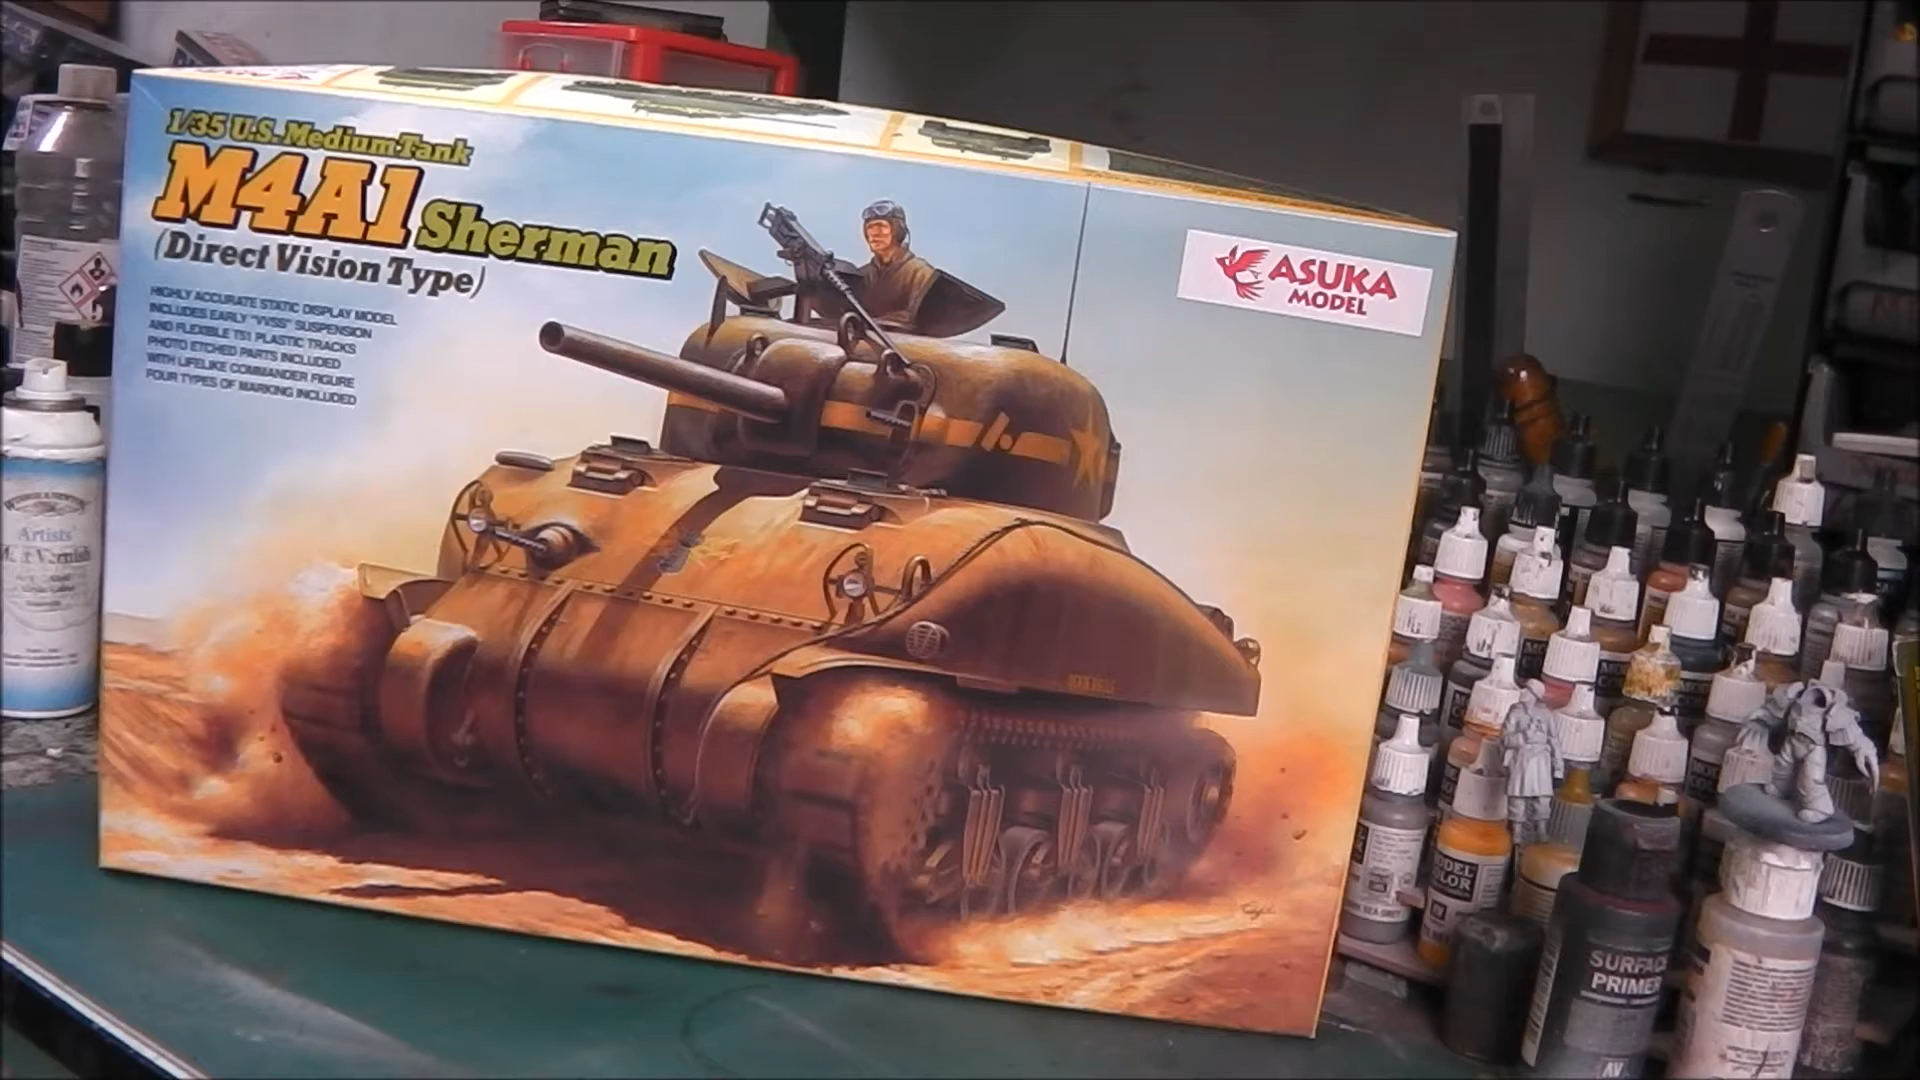 1/35 U.S. Medium Tank
M4A1 Sherman
(Direct Vision Type)
HIGHLY ACCURATE STATIC DISPLAY MODEL
INCLUDES EARLY "VVSS" SUSPENSION
AND FLEXIBLE T51 PLASTIC TRACKS
PHOTO ETCHED PARTS INCLUDED
WITH LIFELIKE COMMANDER FIGURE
FOUR TYPES OF MARKING INCLUDED
ASUKA
MODEL
Artists'
Varnish
MODEL
COLOR
SURFACE
PRIMER
AV